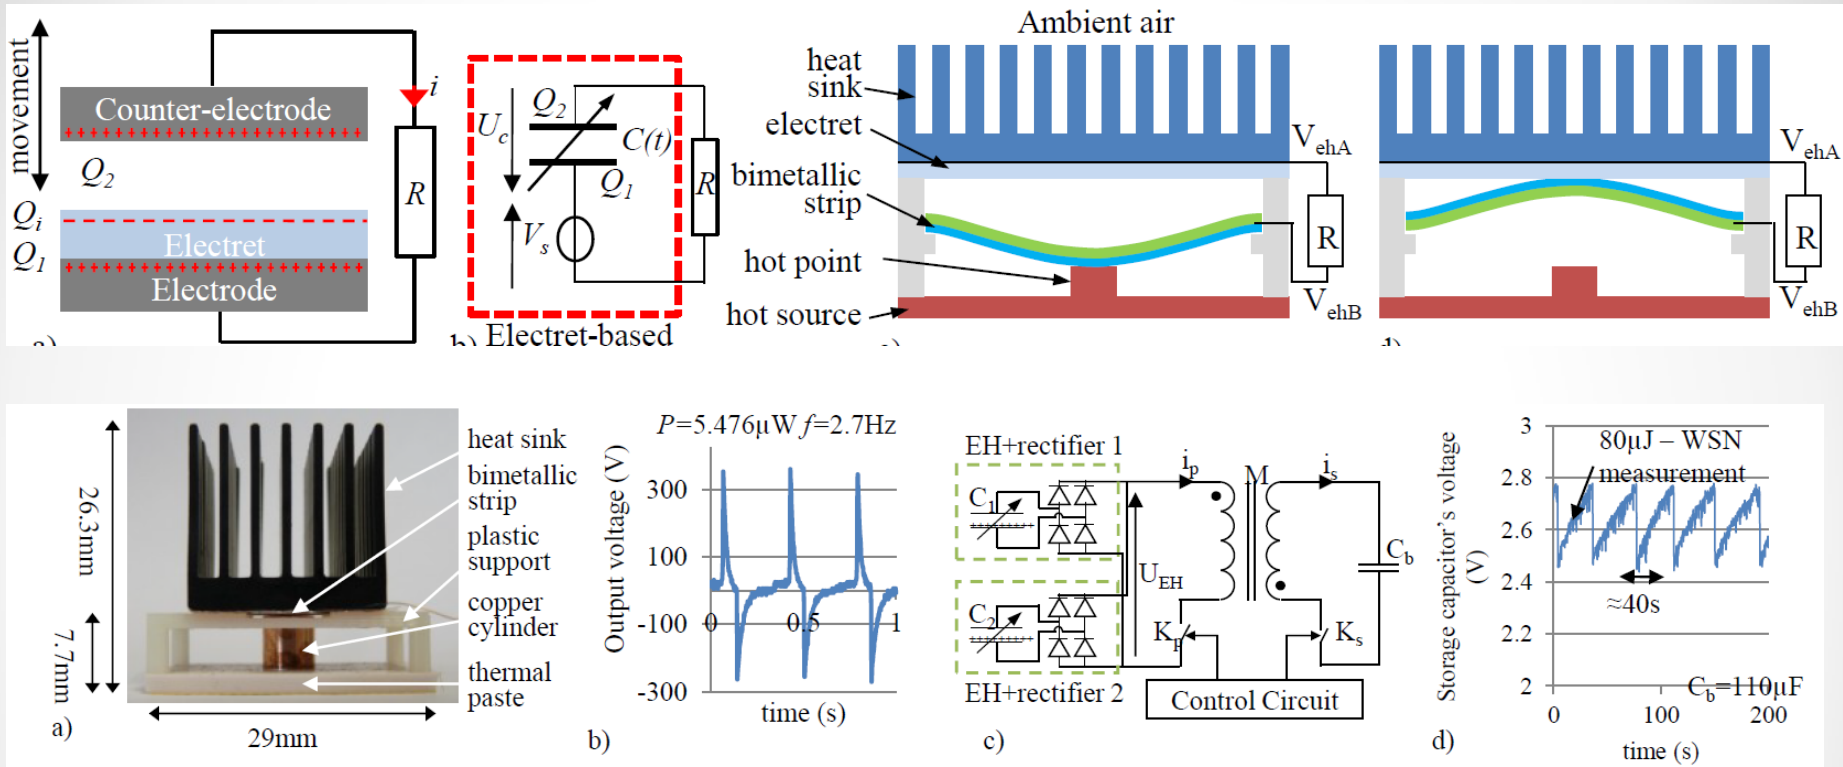 movement
Counter-electrode
+++++++++++++++++++++
Q2
Qi
Q1
Electret
+++++++++++++++++++++
Electrode
i
R
Uc
Q2
C(t)
Q1
Vs
R
b)
Electret-based
Ambient air
heat
sink
electret
bimetallic
strip
hot point
hot source
VehA
R
VehB
VehA
R
VehB
26.3mm
7.7mm
29mm
heat sink
bimetallic
strip
plastic
support
copper
cylinder
thermal
paste
a)
P=5.476µW f=2.7Hz
Output voltage (V)
300
100
-100
-300
0
0.5
1
time (s)
b)
EH+rectifier 1
C1
C2
EH+rectifier 2
UEH
ip
M
is
Kp
Ks
Cb
Control Circuit
c)
Storage capacitor's voltage
(V)
3
2.8
2.6
2.4
2.2
2
80µJ – WSN
measurement
≈40s
Cb=110µF
0
100
200
time (s)
d)